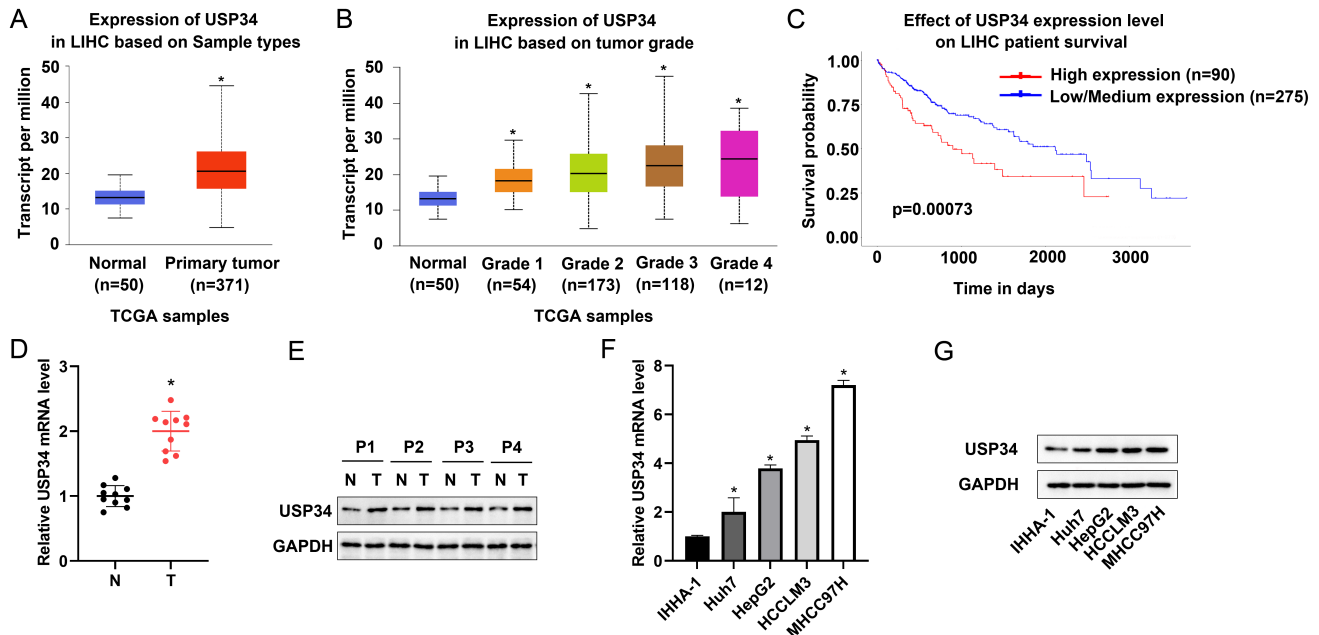 A
Expression of USP34
in LIHC based on Sample types
Transcript per million
50
40
30
20
10
0
*
Normal
(n=50)
Primary tumor
(n=371)
TCGA samples
B
Expression of USP34
in LIHC based on tumor grade
Transcript per million
50
40
30
20
10
0
*
*
*
*
Normal
(n=50)
Grade 1
(n=54)
Grade 2
(n=173)
Grade 3
(n=118)
Grade 4
(n=12)
TCGA samples
C
Effect of USP34 expression level
on LIHC patient survival
Survival probability
1.00
0.75
0.50
0.25
0.00
High expression (n=90)
Low/Medium expression (n=275)
p=0.00073
0 1000 2000 3000
Time in days
D
Relative USP34 mRNA level
3
2
1
0
*
N T
E
P1 P2 P3 P4
N T N T N T N T
USP34
GAPDH
F
Relative USP34 mRNA level
8
6
4
2
0
*
*
*
*
IHHA-1
Huh7
HepG2
HCCLM3
MHCC97H
G
USP34
GAPDH
IHHA-1
Huh7
HepG2
HCCLM3
MHCC97H